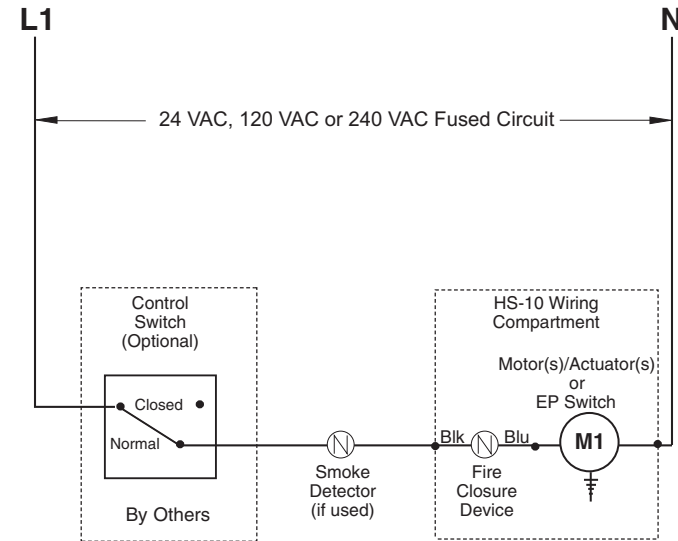 L1
N
24 VAC, 120 VAC or 240 VAC Fused Circuit
Control
Switch
(Optional)
Closed
Normal
By Others
Smoke
Detector
(if used)
HS-10 Wiring
Compartment
Motor(s)/Actuator(s)
or
EP Switch
Blk
N
Blu
M1
N
Fire
Closure
Device